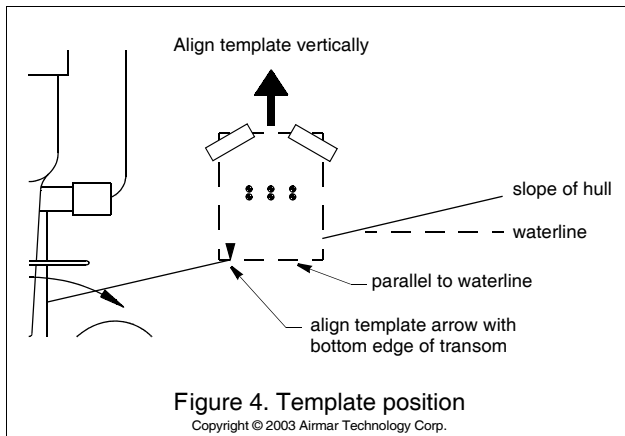 Align template vertically
slope of hull
waterline
parallel to waterline
align template arrow with
bottom edge of transom
Figure 4. Template position
Copyright © 2003 Airmar Technology Corp.